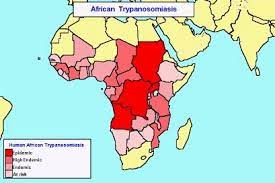 African Trypanosomiasis
Human African Trypanosomiasis
Epidemic
High Endemic
Endemic
At risk